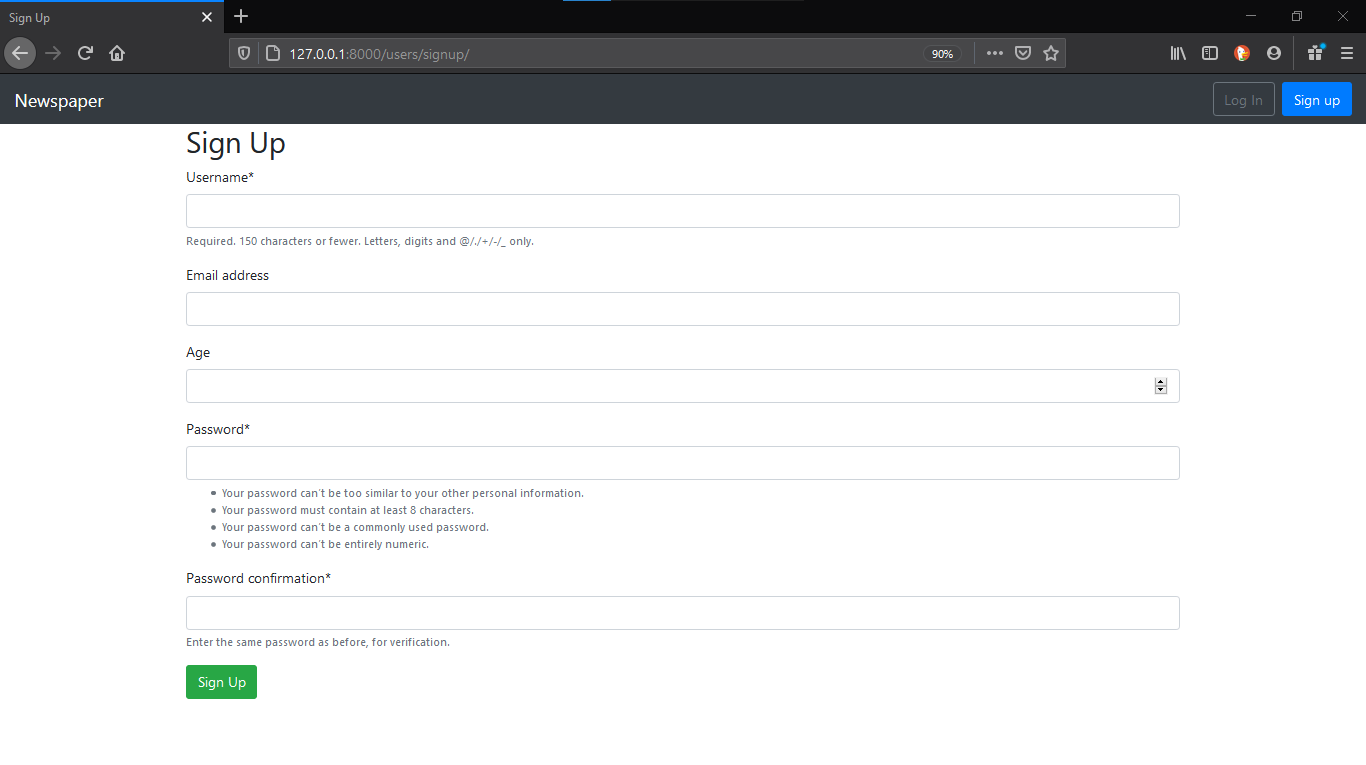 Sign Up
127.0.0.1:8000/users/signup/
90%
Newspaper
Log In
Sign up
Sign Up
Username*
Required. 150 characters or fewer. Letters, digits and @/./+/-/_ only.
Email address
Age
Password*
• Your password can't be too similar to your other personal information.
• Your password must contain at least 8 characters.
• Your password can't be a commonly used password.
• Your password can't be entirely numeric.
Password confirmation*
Enter the same password as before, for verification.
Sign Up